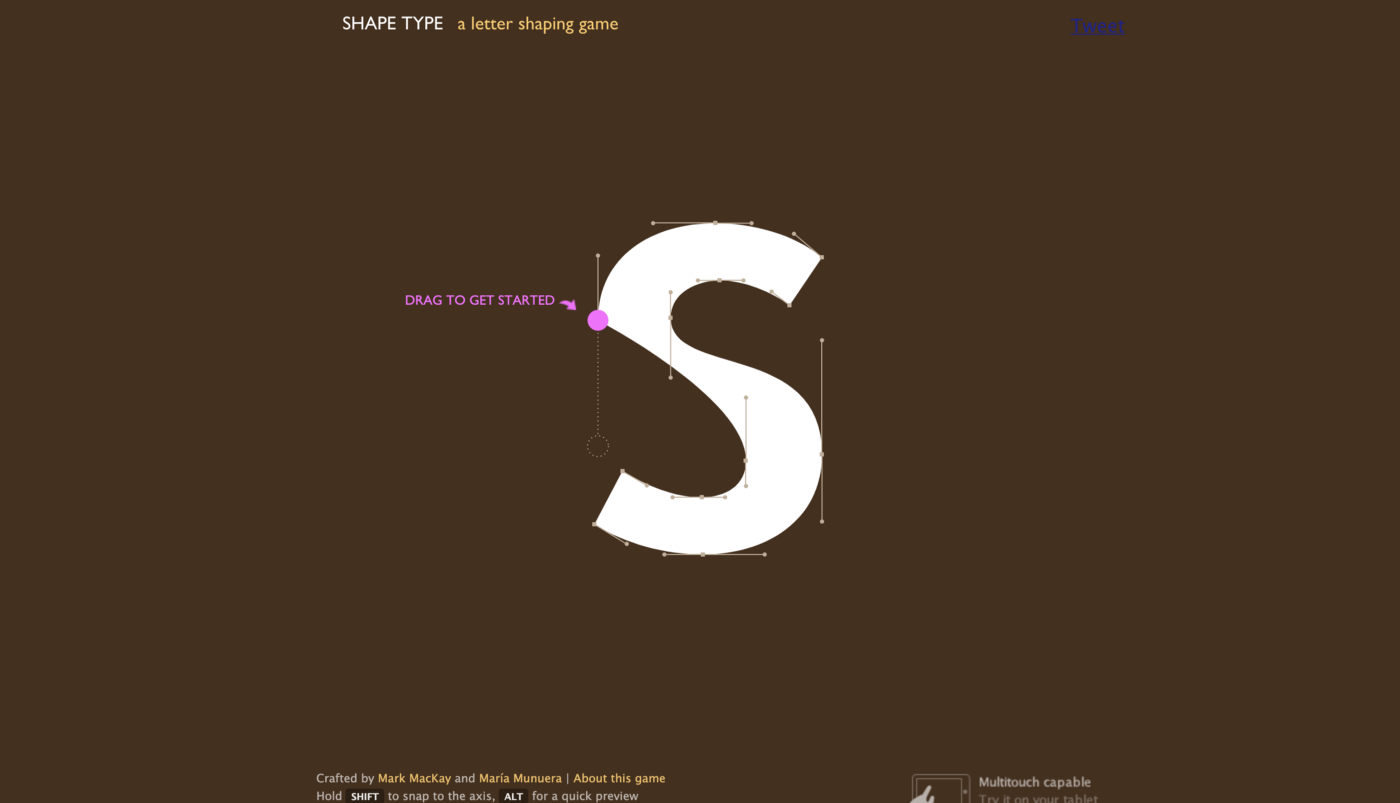 SHAPE TYPE a letter shaping game
Tweet
DRAG TO GET STARTED
S
Crafted by Mark MacKay and María Munuera | About this game
Hold SHIFT to snap to the axis, ALT for a quick preview
Multitouch capable
Try it on your tablet